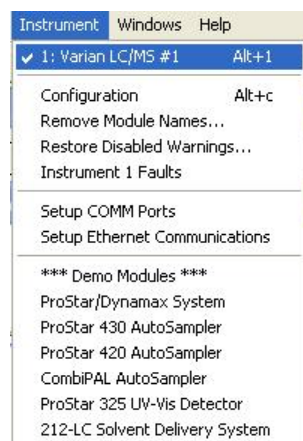 Instrument Windows Help
✔ 1: Varian LC/MS #1 Alt+1
Configuration Alt+c
Remove Module Names...
Restore Disabled Warnings...
Instrument 1 Faults
Setup COMM Ports
Setup Ethernet Communications
*** Demo Modules ***
ProStar/Dynamax System
ProStar 430 AutoSampler
ProStar 420 AutoSampler
CombiPAL AutoSampler
ProStar 325 UV-Vis Detector
212-LC Solvent Delivery System